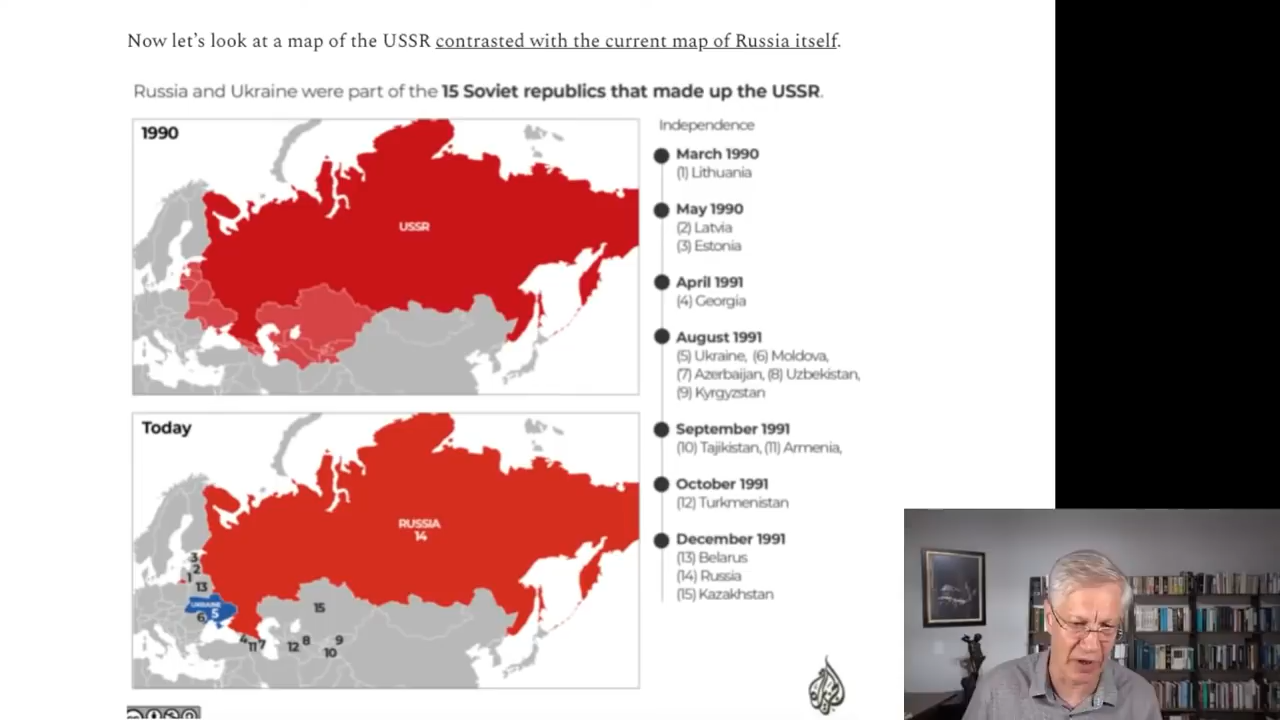 Now let's look at a map of the USSR contrasted with the current map of Russia itself.
Russia and Ukraine were part of the 15 Soviet republics that made up the USSR.
1990
USSR
Independence
March 1990
(1) Lithuania
May 1990
(2) Latvia
(3) Estonia
April 1991
(4) Georgia
August 1991
(5) Ukraine, (6) Moldova,
(7) Azerbaijan, (8) Uzbekistan,
(9) Kyrgyzstan
September 1991
(10) Tajikistan, (11) Armenia,
October 1991
(12) Turkmenistan
December 1991
(13) Belarus
(14) Russia
(15) Kazakhstan
Today
RUSSIA
14
3
2
1
13
UKRAINE
5
6
15
4
11
7
12
8
9
10